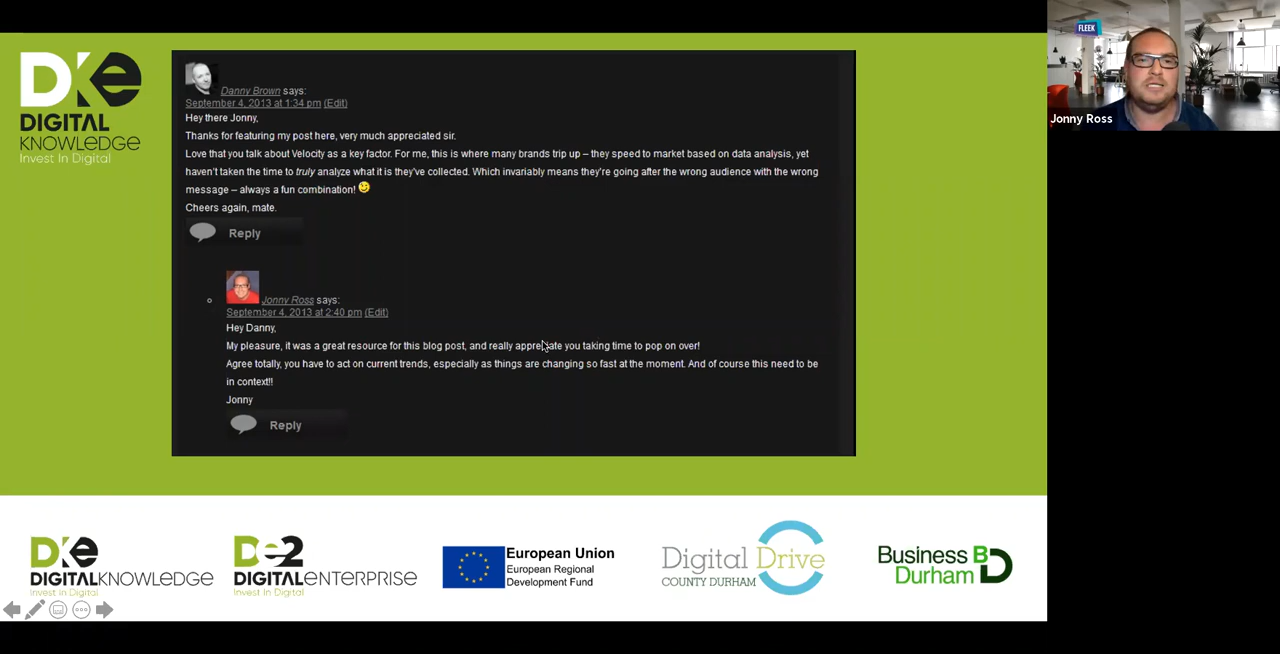 DKe
DIGITAL
KNOWLEDGE
Invest In Digital
Danny Brown says:
September 4, 2013 at 1:34 pm (Edit)
Hey there Jonny,
Thanks for featuring my post here, very much appreciated sir.
Love that you talk about Velocity as a key factor. For me, this is where many brands trip up – they speed to market based on data analysis, yet
haven't taken the time to truly analyze what it is they've collected. Which invariably means they're going after the wrong audience with the wrong
message – always a fun combination!
Cheers again, mate.
Reply
Jonny Ross says:
September 4, 2013 at 2:40 pm (Edit)
Hey Danny,
My pleasure, it was a great resource for this blog post, and really appreciate you taking time to pop on over!
Agree totally, you have to act on current trends, especially as things are changing so fast at the moment. And of course this need to be
in context!!
Jonny
Reply
FLEEK
Jonny Ross
DKe
DIGITALKNOWLEDGE
Invest In Digital
De2
DIGITALENTERPRISE
Invest In Digital
European Union
European Regional
Development Fund
Digital Drive
COUNTY DURHAM
Business
Durham
BD